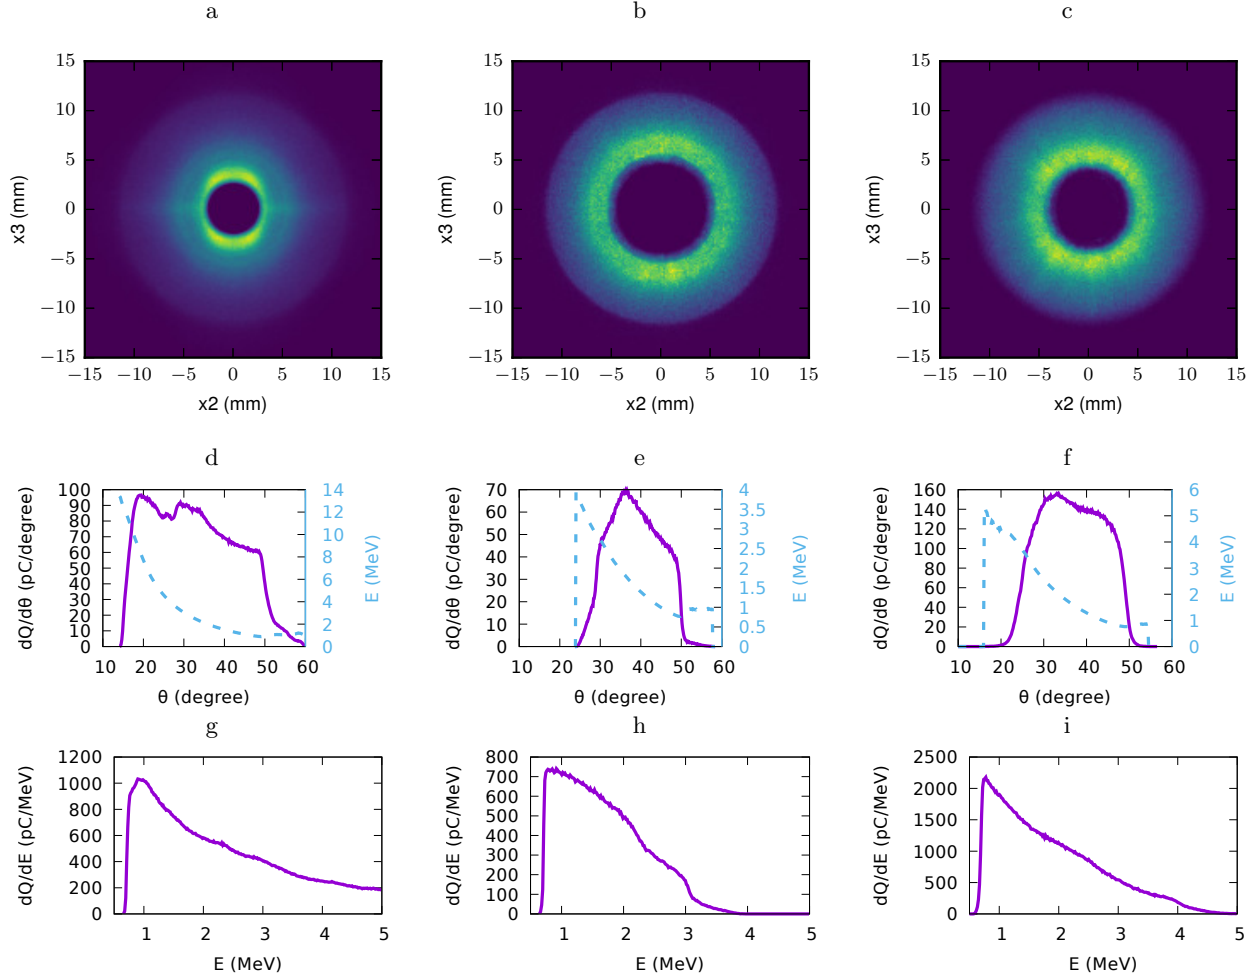 a b c
15 15 15
10 10 10
5 5 5
0 0 0
−5 −5 −5
−10 −10 −10
−15 −15 −15
x3 (mm) x3 (mm) x3 (mm)
−15 −10 −5 0 5 10 15 −15 −10 −5 0 5 10 15 −15 −10 −5 0 5 10 15
x2 (mm) x2 (mm) x2 (mm)
d e f
dQ/dθ (pC/degree) E (MeV) dQ/dθ (pC/degree) E (MeV) dQ/dθ (pC/degree) E (MeV)
100 90 80 70 60 50 40 30 20 10 0
14 12 10 8 6 4 2 0
70 60 50 40 30 20 10 0
4 3.5 3 2.5 2 1.5 1 0.5 0
160 140 120 100 80 60 40 20 0
6 5 4 3 2 1 0
10 20 30 40 50 60 10 20 30 40 50 60 10 20 30 40 50 60
θ (degree) θ (degree) θ (degree)
g h i
dQ/dE (pC/MeV) dQ/dE (pC/MeV) dQ/dE (pC/MeV)
1200 1000 800 600 400 200 0
800 700 600 500 400 300 200 100 0
2500 2000 1500 1000 500 0
1 2 3 4 5 1 2 3 4 5 1 2 3 4 5
E (MeV) E (MeV) E (MeV)